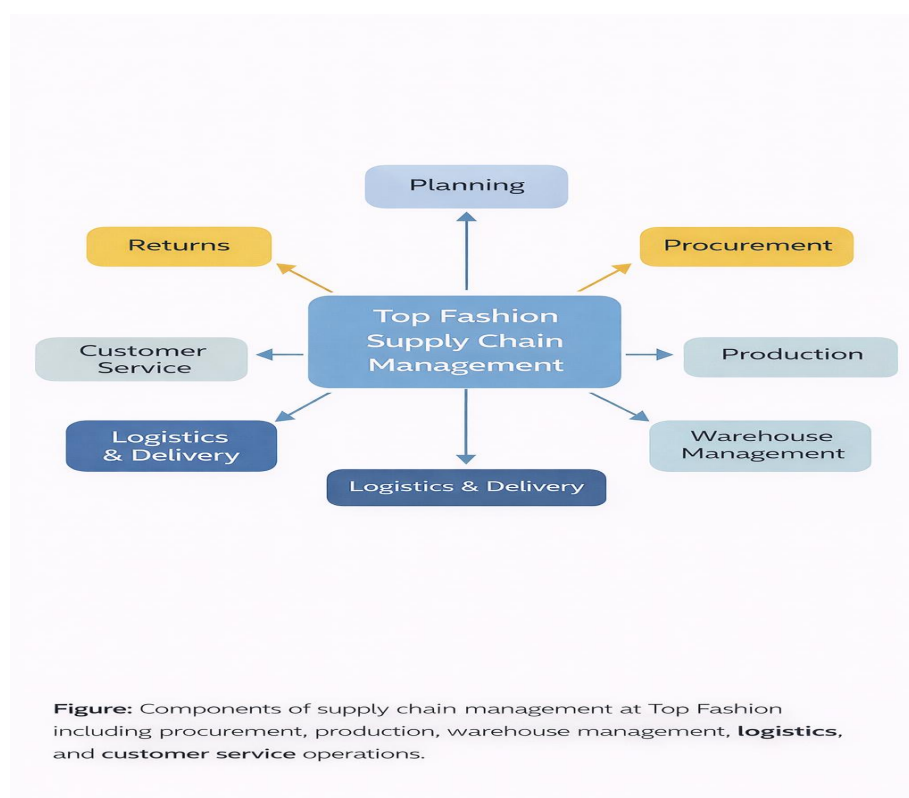 Planning
Returns
Procurement
Top Fashion
Supply Chain
Management
Customer
Service
Production
Logistics
& Delivery
Warehouse
Management
Logistics & Delivery
Figure: Components of supply chain management at Top Fashion
including procurement, production, warehouse management, logistics,
and customer service operations.